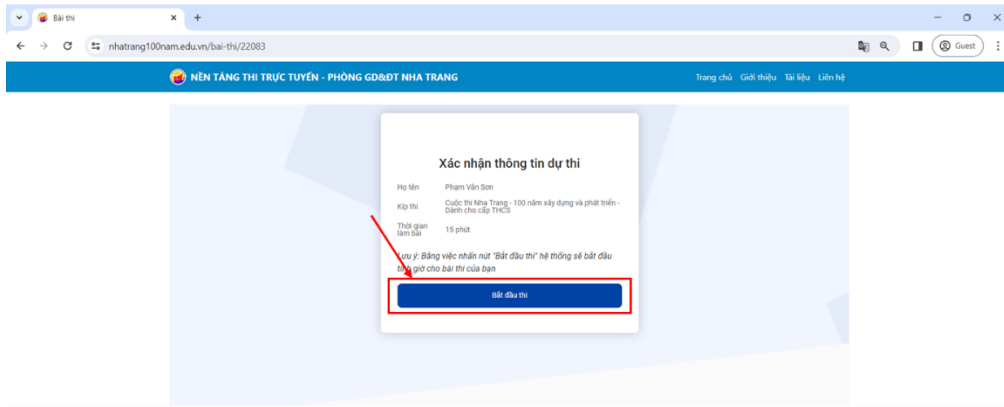 Bài thi
nhatrang100nam.edu.vn/bai-thi/22083
Guest
NỀN TẢNG THI TRỰC TUYẾN - PHÒNG GD&ĐT NHA TRANG
Trang chủ Giới thiệu Tài liệu Liên hệ
Xác nhận thông tin dự thi
Họ tên Phạm Văn Sơn
Kíp thi Cuộc thi Nha Trang - 100 năm xây dựng và phát triển -
Dành cho cấp THCS
Thời gian
làm bài 15 phút
Lưu ý: Bằng việc nhấn nút "Bắt đầu thi" hệ thống sẽ bắt đầu
tính giờ cho bài thi của bạn
Bắt đầu thi